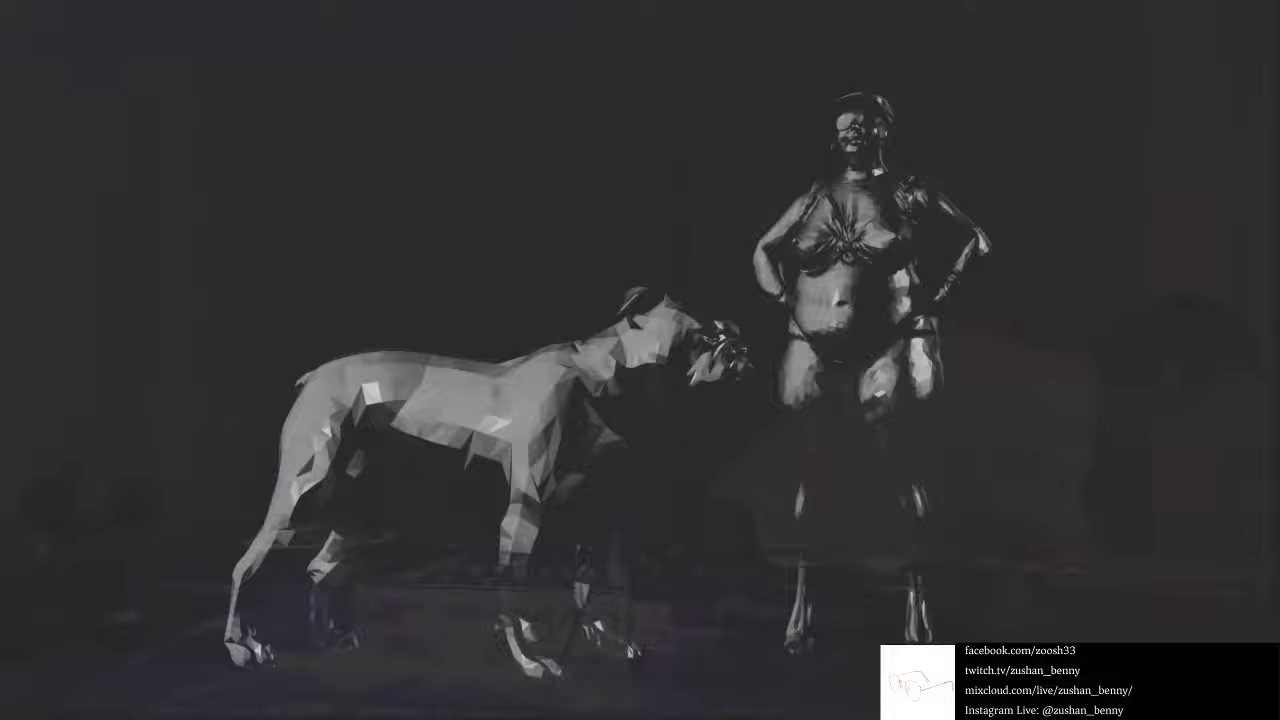 facebook.com/zoosh33
twitch.tv/zushan_benny
mixcloud.com/live/zushan_benny/
Instagram Live: @zushan_benny